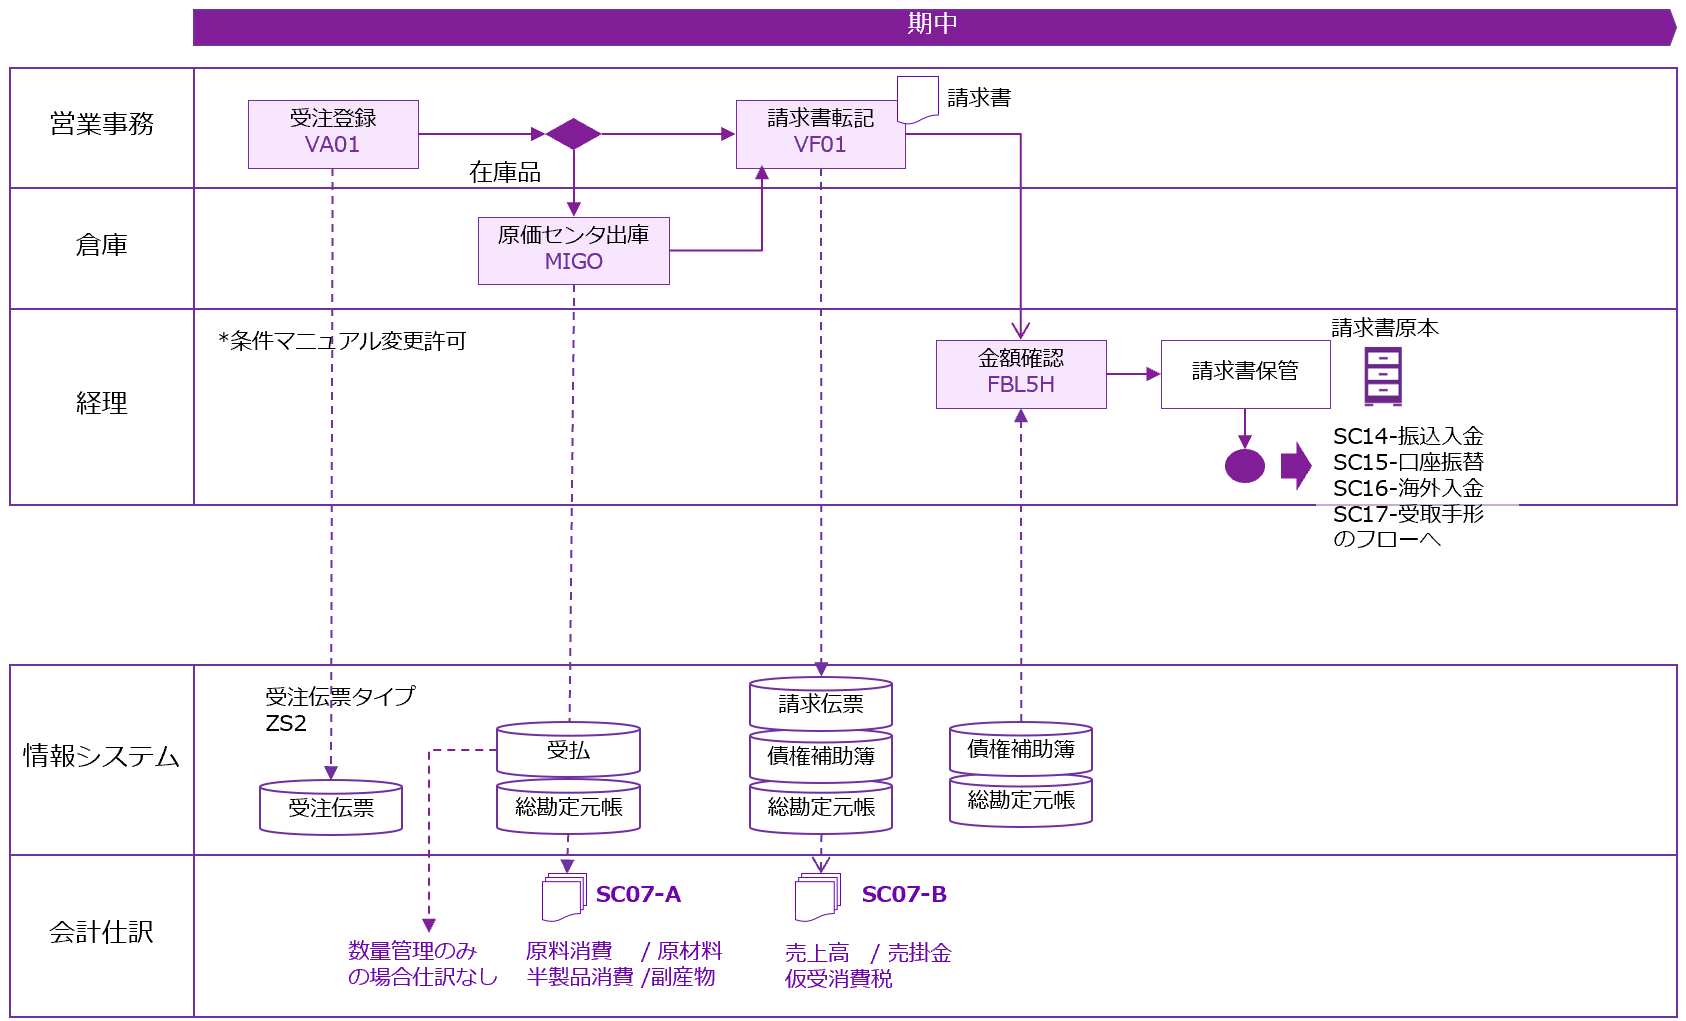 期中
営業事務
受注登録
VA01
在庫品
請求書転記
VF01
請求書
倉庫
原価センタ出庫
MIGO
経理
*条件マニュアル変更許可
金額確認
FBL5H
請求書保管
請求書原本
SC14-振込入金
SC15-口座振替
SC16-海外入金
SC17-受取手形
のフローへ
情報システム
受注伝票タイプ
ZS2
受注伝票
受払
総勘定元帳
請求伝票
債権補助簿
総勘定元帳
債権補助簿
総勘定元帳
会計仕訳
数量管理のみ
の場合仕訳なし
SC07-A
原料消費 / 原材料
半製品消費 /副産物
SC07-B
売上高 / 売掛金
仮受消費税